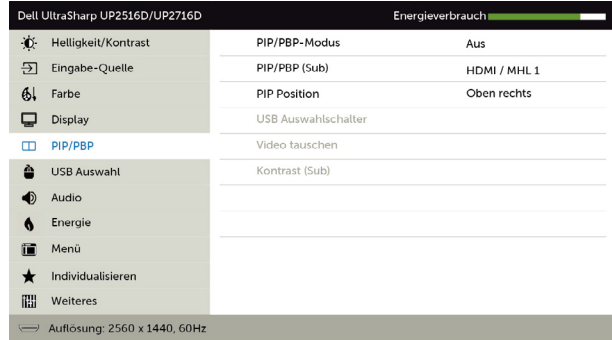 Dell UltraSharp UP2516D/UP2716D Energieverbrauch
Helligkeit/Kontrast PIP/PBP-Modus Aus
Eingabe-Quelle PIP/PBP (Sub) HDMI / MHL 1
Farbe PIP Position Oben rechts
Display USB Auswahlschalter
PIP/PBP Video tauschen
USB Auswahl Kontrast (Sub)
Audio
Energie
Menü
Individualisieren
Weiteres
Auflösung: 2560 x 1440, 60Hz